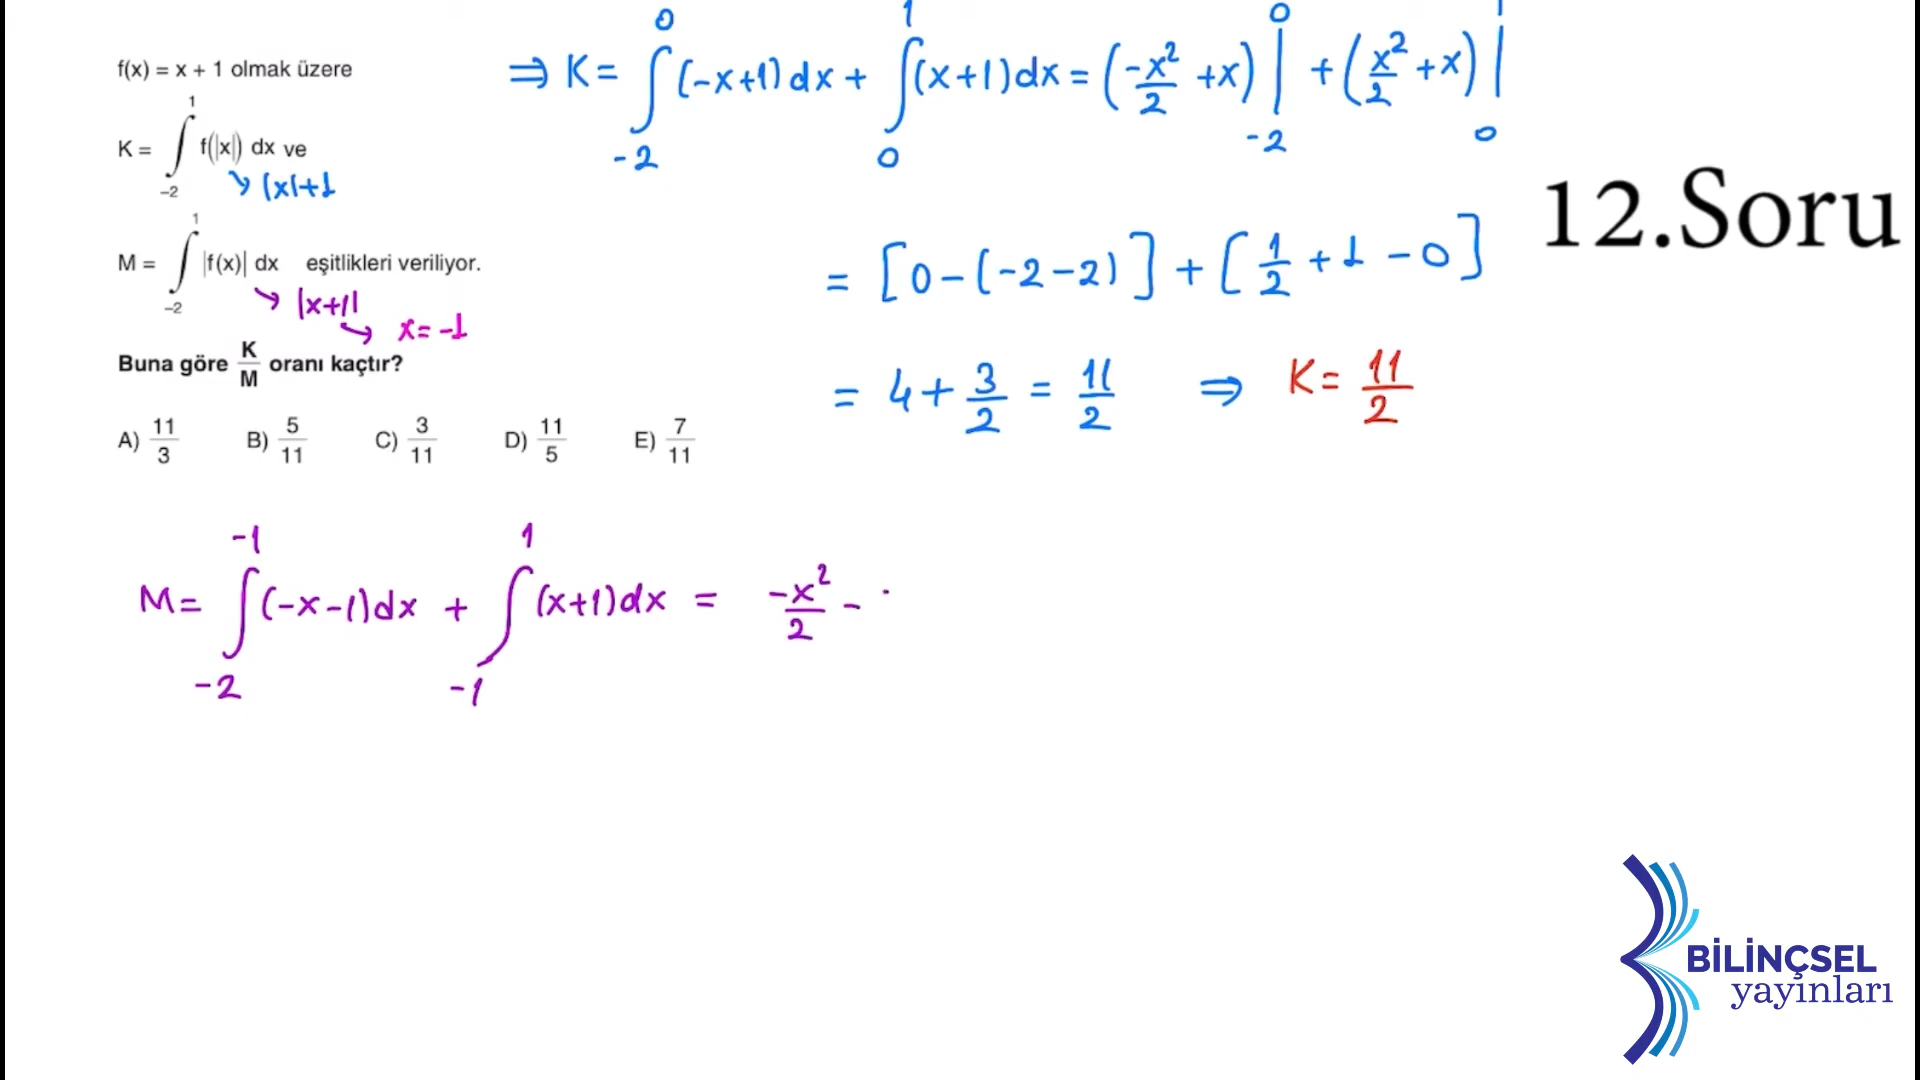 f(x) = x + 1 olmak üzere
K = ∫_{-2}^{1} f(|x|) dx ve
↘ |x|+1
M = ∫_{-2}^{1} |f(x)| dx eşitlikleri veriliyor.
↘ |x+1|
↘ x = -1
Buna göre K/M oranı kaçtır?
A) 11/3 B) 5/11 C) 3/11 D) 11/5 E) 7/11
⇒ K = ∫_{-2}^{0} (-x+1) dx + ∫_{0}^{1} (x+1) dx = (-x²/2 + x) |_{-2}^{0} + (x²/2 + x) |_{0}^{1}
= [0-(-2-2)] + [1/2 + 1 - 0]
= 4 + 3/2 = 11/2 ⇒ K = 11/2
12.Soru
M = ∫_{-2}^{-1} (-x-1) dx + ∫_{-1}^{1} (x+1) dx = -x²/2 -
BİLİNÇSEL
yayınları